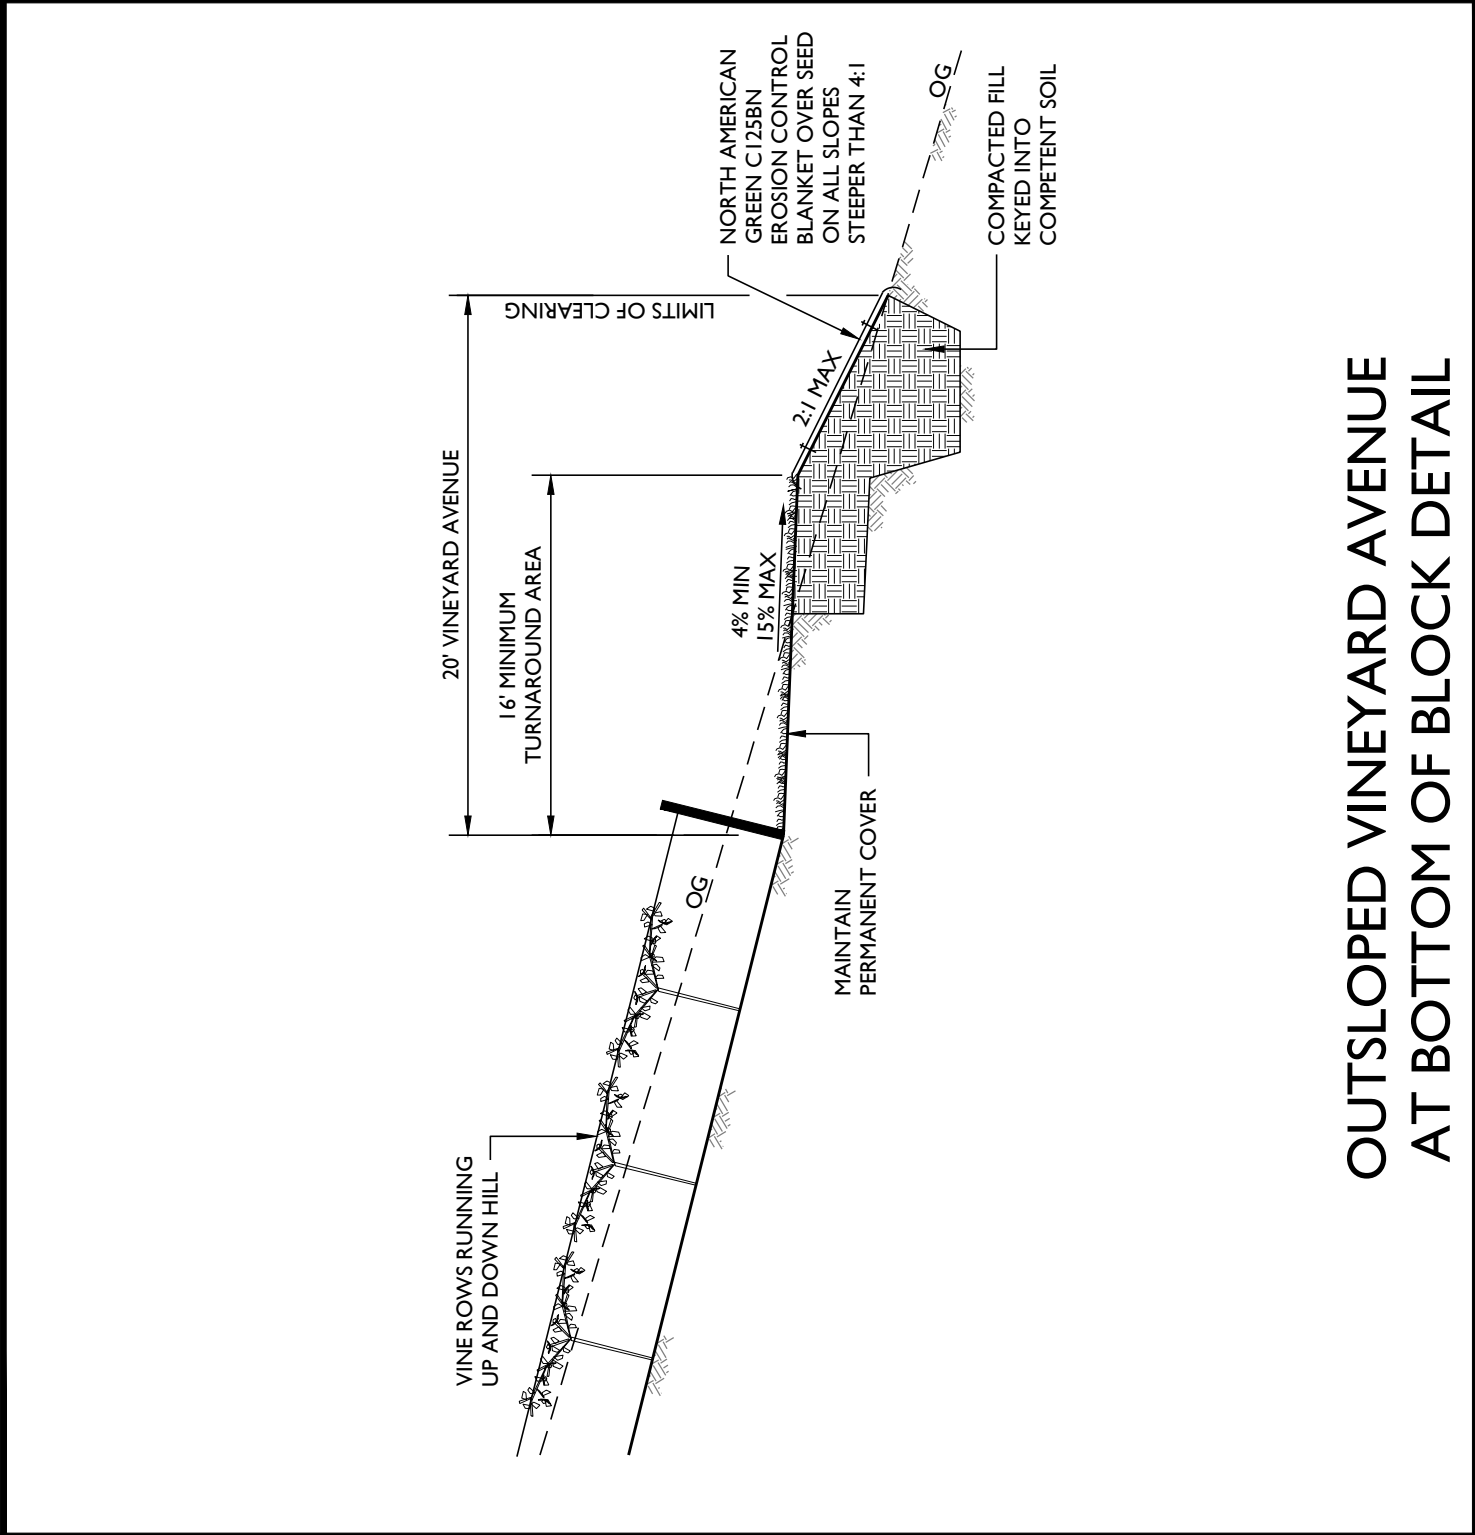 VINE ROWS RUNNING
UP AND DOWN HILL
20' VINEYARD AVENUE
16' MINIMUM
TURNAROUND AREA
LIMITS OF CLEARING
OG
4% MIN
15% MAX
2:1 MAX
NORTH AMERICAN
GREEN C125BN
EROSION CONTROL
BLANKET OVER SEED
ON ALL SLOPES
STEEPER THAN 4:1
OG
MAINTAIN
PERMANENT COVER
COMPACTED FILL
KEYED INTO
COMPETENT SOIL
OUTSLOPED VINEYARD AVENUE
AT BOTTOM OF BLOCK DETAIL